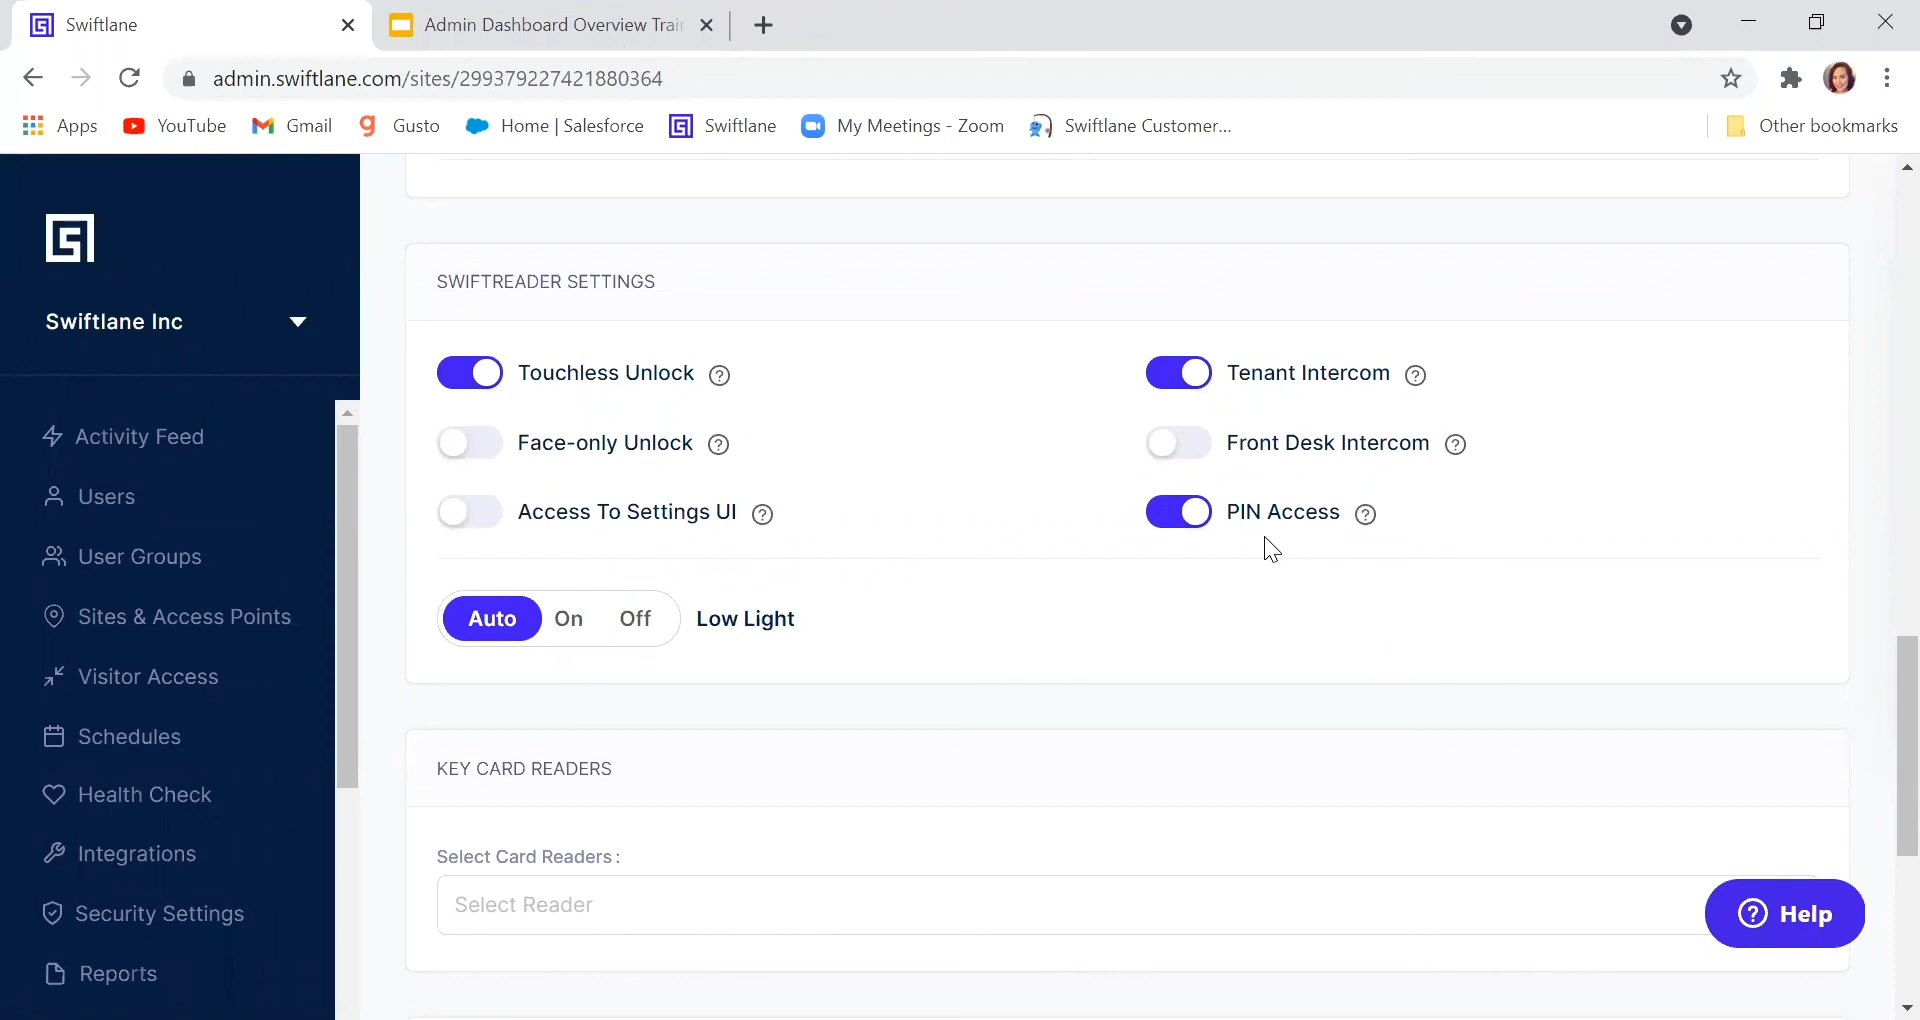 Swiftlane
Admin Dashboard Overview Trai
admin.swiftlane.com/sites/299379227421880364
Apps
YouTube
Gmail
Gusto
Home | Salesforce
Swiftlane
My Meetings - Zoom
Swiftlane Customer...
Other bookmarks
Swiftlane Inc
Activity Feed
Users
User Groups
Sites & Access Points
Visitor Access
Schedules
Health Check
Integrations
Security Settings
Reports
SWIFTREADER SETTINGS
Touchless Unlock ?
Tenant Intercom ?
Face-only Unlock ?
Front Desk Intercom ?
Access To Settings UI ?
PIN Access ?
Auto On Off Low Light
KEY CARD READERS
Select Card Readers :
Select Reader
? Help